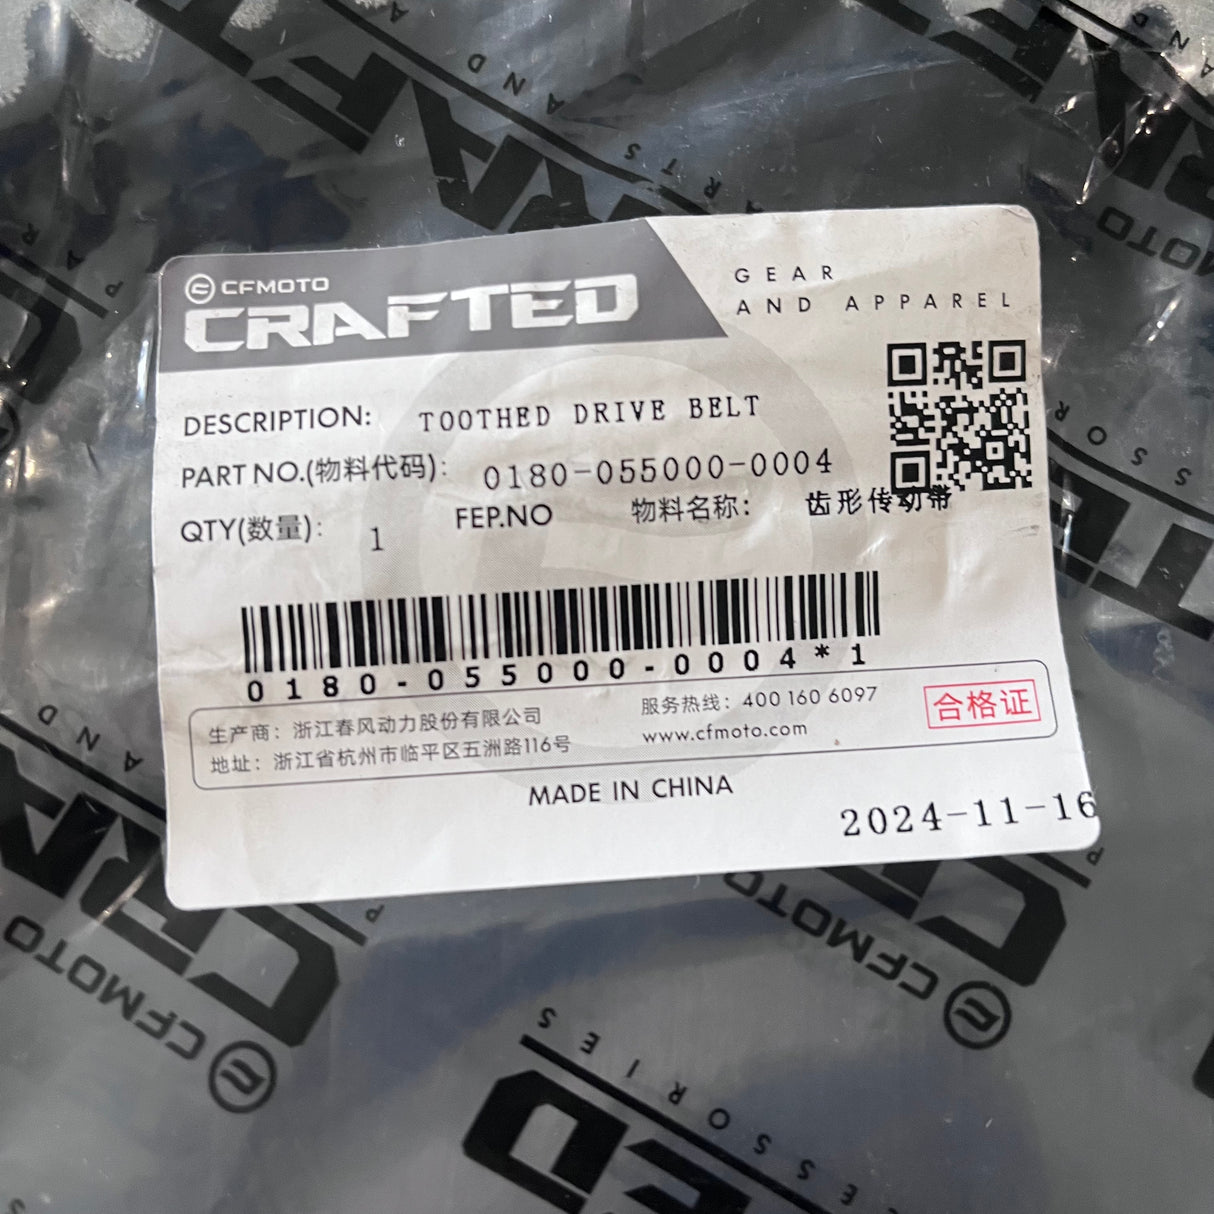 CFMOTO
CRAFTED
GEAR
AND APPAREL
DESCRIPTION: TOOTHED DRIVE BELT
PART NO.(物料代码): 0180-055000-0004
QTY(数量): 1 FEP.NO 物料名称: 齿形传动带
0180-055000-0004*1
生产商: 浙江春风动力股份有限公司 服务热线: 400 160 6097
地址: 浙江省杭州市临平区五洲路116号 www.cfmoto.com
合格证
MADE IN CHINA
2024-11-16
CFMOTO
CFMOTO